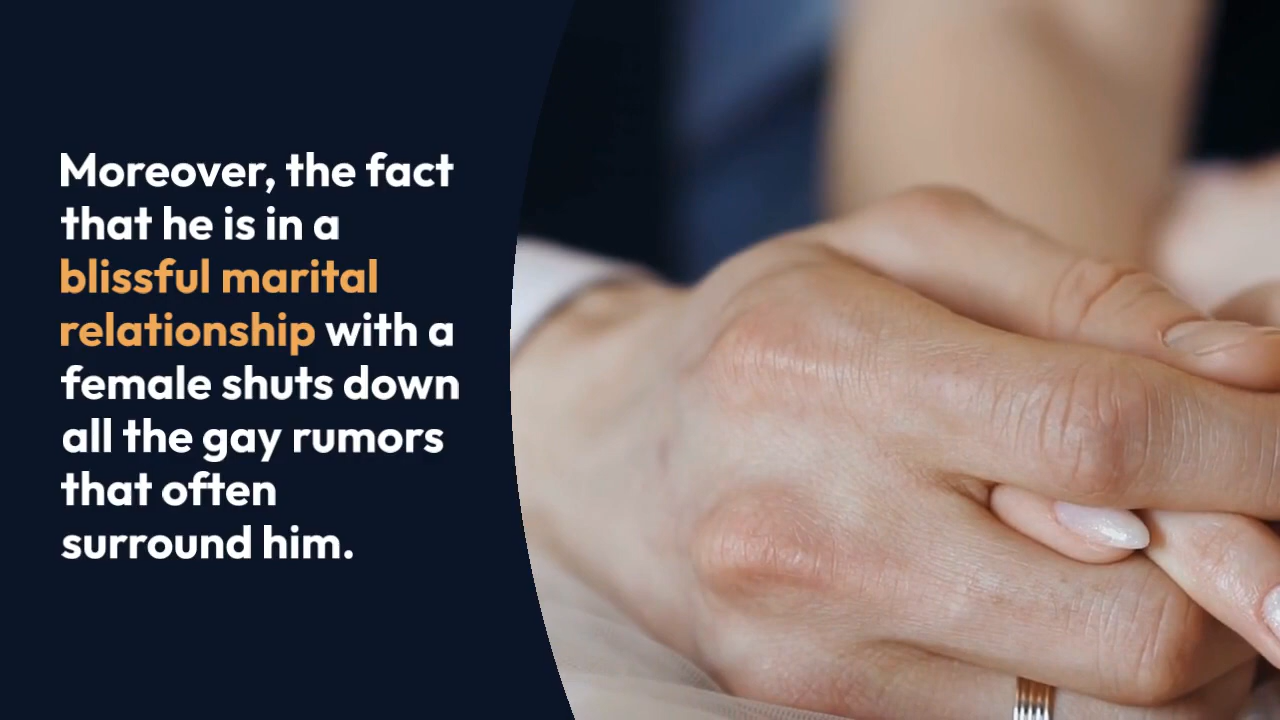 Moreover, the fact
that he is in a
blissful marital
relationship with a
female shuts down
all the gay rumors
that often
surround him.